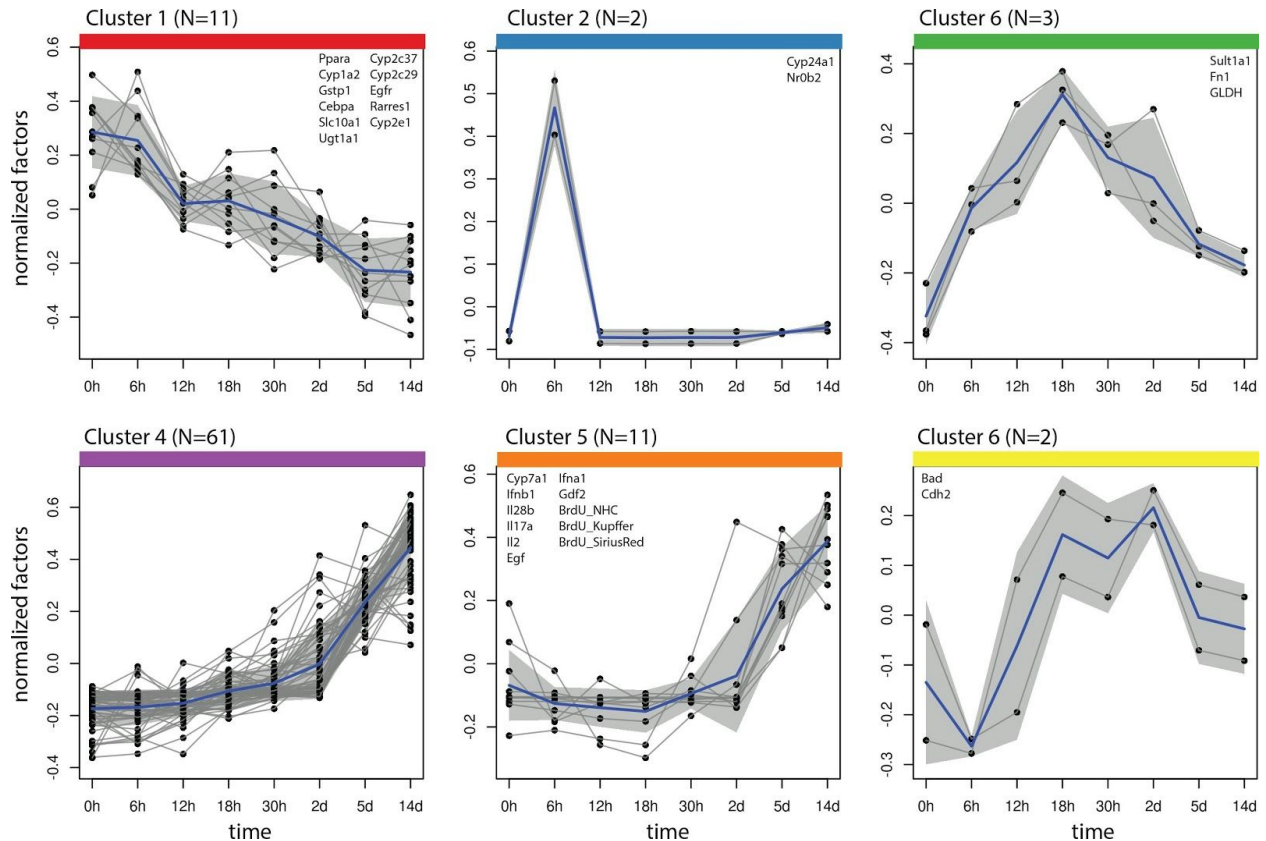 Cluster 1 (N=11)
Ppara Cyp2c37
Cyp1a2 Cyp2c29
Gstp1 Egfr
Cebpa Rarres1
Slc10a1 Cyp2e1
Ugt1a1
normalized factors
0.6
0.4
0.2
0.0
-0.2
-0.4
0h 6h 12h 18h 30h 2d 5d 14d
Cluster 2 (N=2)
Cyp24a1
Nr0b2
0.6
0.5
0.4
0.3
0.2
0.1
0.0
-0.1
0h 6h 12h 18h 30h 2d 5d 14d
Cluster 6 (N=3)
Sult1a1
Fn1
GLDH
0.4
0.2
0.0
-0.2
-0.4
0h 6h 12h 18h 30h 2d 5d 14d
Cluster 4 (N=61)
normalized factors
0.6
0.4
0.2
0.0
-0.2
-0.4
0h 6h 12h 18h 30h 2d 5d 14d
time
Cluster 5 (N=11)
Cyp7a1 Ifna1
Ifnb1 Gdf2
Il28b BrdU_NHC
Il17a BrdU_Kupffer
Il2 BrdU_SiriusRed
Egf
0.6
0.4
0.2
0.0
-0.2
0h 6h 12h 18h 30h 2d 5d 14d
time
Cluster 6 (N=2)
Bad
Cdh2
0.2
0.1
0.0
-0.1
-0.2
-0.3
0h 6h 12h 18h 30h 2d 5d 14d
time